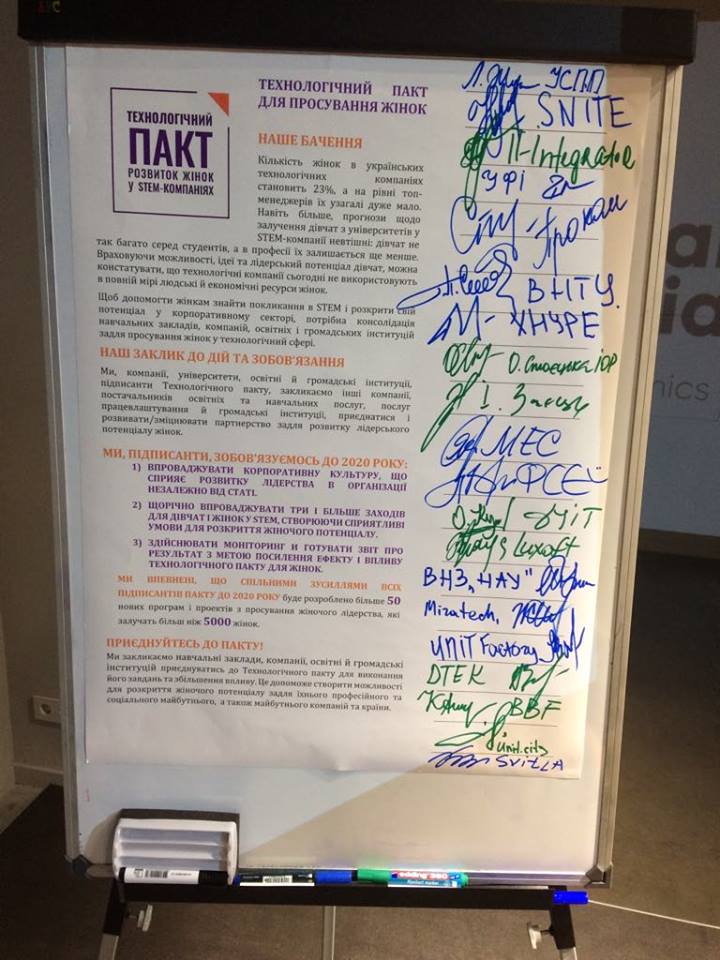 ТЕХНОЛОГІЧНИЙ
ПАКТ
РОЗВИТОК ЖІНОК
У STEM-КОМПАНІЯХ
ТЕХНОЛОГІЧНИЙ ПАКТ
ДЛЯ ПРОСУВАННЯ ЖІНОК
НАШЕ БАЧЕННЯ
Кількість жінок в українських
технологічних компаніях
становить 23%, а на рівні топ-
менеджерів їх узагалі дуже мало.
Навіть більше, прогнози щодо
залучення дівчат з університетів у
STEM-компанії невтішні: дівчат не
так багато серед студентів, а в професії їх залишається ще менше.
Враховуючи можливості, ідеї та лідерський потенціал дівчат, можна
констатувати, що технологічні компанії сьогодні не використовують
в повній мірі людські й економічні ресурси жінок.
Щоб допомогти жінкам знайти покликання в STEM і розкрити свій
потенціал у корпоративному секторі, потрібна консолідація
навчальних закладів, компаній, освітніх і громадських інституцій
задля просування жінок у технологічній сфері.
НАШ ЗАКЛИК ДО ДІЙ ТА ЗОБОВ'ЯЗАННЯ
Ми, компанії, університети, освітні й громадські інституції,
підписанти Технологічного пакту, закликаємо інші компанії,
постачальників освітніх та навчальних послуг, послуг
працевлаштування й громадські інституції, приєднатися і
розвивати/зміцнювати партнерство задля розвитку лідерського
потенціалу жінок.
МИ, ПІДПИСАНТИ, ЗОБОВ'ЯЗУЄМОСЬ ДО 2020 РОКУ:
1) ВПРОВАДЖУВАТИ КОРПОРАТИВНУ КУЛЬТУРУ, ЩО
СПРИЯЄ РОЗВИТКУ ЛІДЕРСТВА В ОРГАНІЗАЦІЇ
НЕЗАЛЕЖНО ВІД СТАТІ.
2) ЩОРІЧНО ВПРОВАДЖУВАТИ ТРИ І БІЛЬШЕ ЗАХОДІВ
ДЛЯ ДІВЧАТ І ЖІНОК У STEM, СТВОРЮЮЧИ СПРИЯТЛИВІ
УМОВИ ДЛЯ РОЗКРИТТЯ ЖІНОЧОГО ПОТЕНЦІАЛУ.
3) ЗДІЙСНЮВАТИ МОНІТОРИНГ И ГОТУВАТИ ЗВІТ ПРО
РЕЗУЛЬТАТ З МЕТОЮ ПОСИЛЕННЯ ЕФЕКТУ І ВПЛИВУ
ТЕХНОЛОГІЧНОГО ПАКТУ ДЛЯ ЖІНОК.
МИ ВПЕВНЕНІ, ЩО СПІЛЬНИМИ ЗУСИЛЛЯМИ ВСІХ
ПІДПИСАНТІВ ПАКТУ ДО 2020 РОКУ буде розроблено більше 50
нових програм і проектів з просування жіночого лідерства, які
залучать більш ніж 5000 жінок.
ПРИЄДНУЙТЕСЬ ДО ПАКТУ!
Ми закликаємо навчальні заклади, компанії, освітні й громадські
інституцій приєднуватись до Технологічного пакту для виконання
його завдань та збільшення впливу. Це допоможе створити можливості
для розкриття жіночого потенціалу задля їхнього професійного та
соціального майбутнього, а також майбутнього компаній та країни.
УСПП
SNITE
IT-Integrator
УФІ
Проком
ВНТУ
ХНУРЕ
І. Заєць
МЕС
Luxoft
ВНЗ „НАУ"
Miratech,
UNIT Factory
DTEK
BBF
Unit.city
SVITLA
edding 360